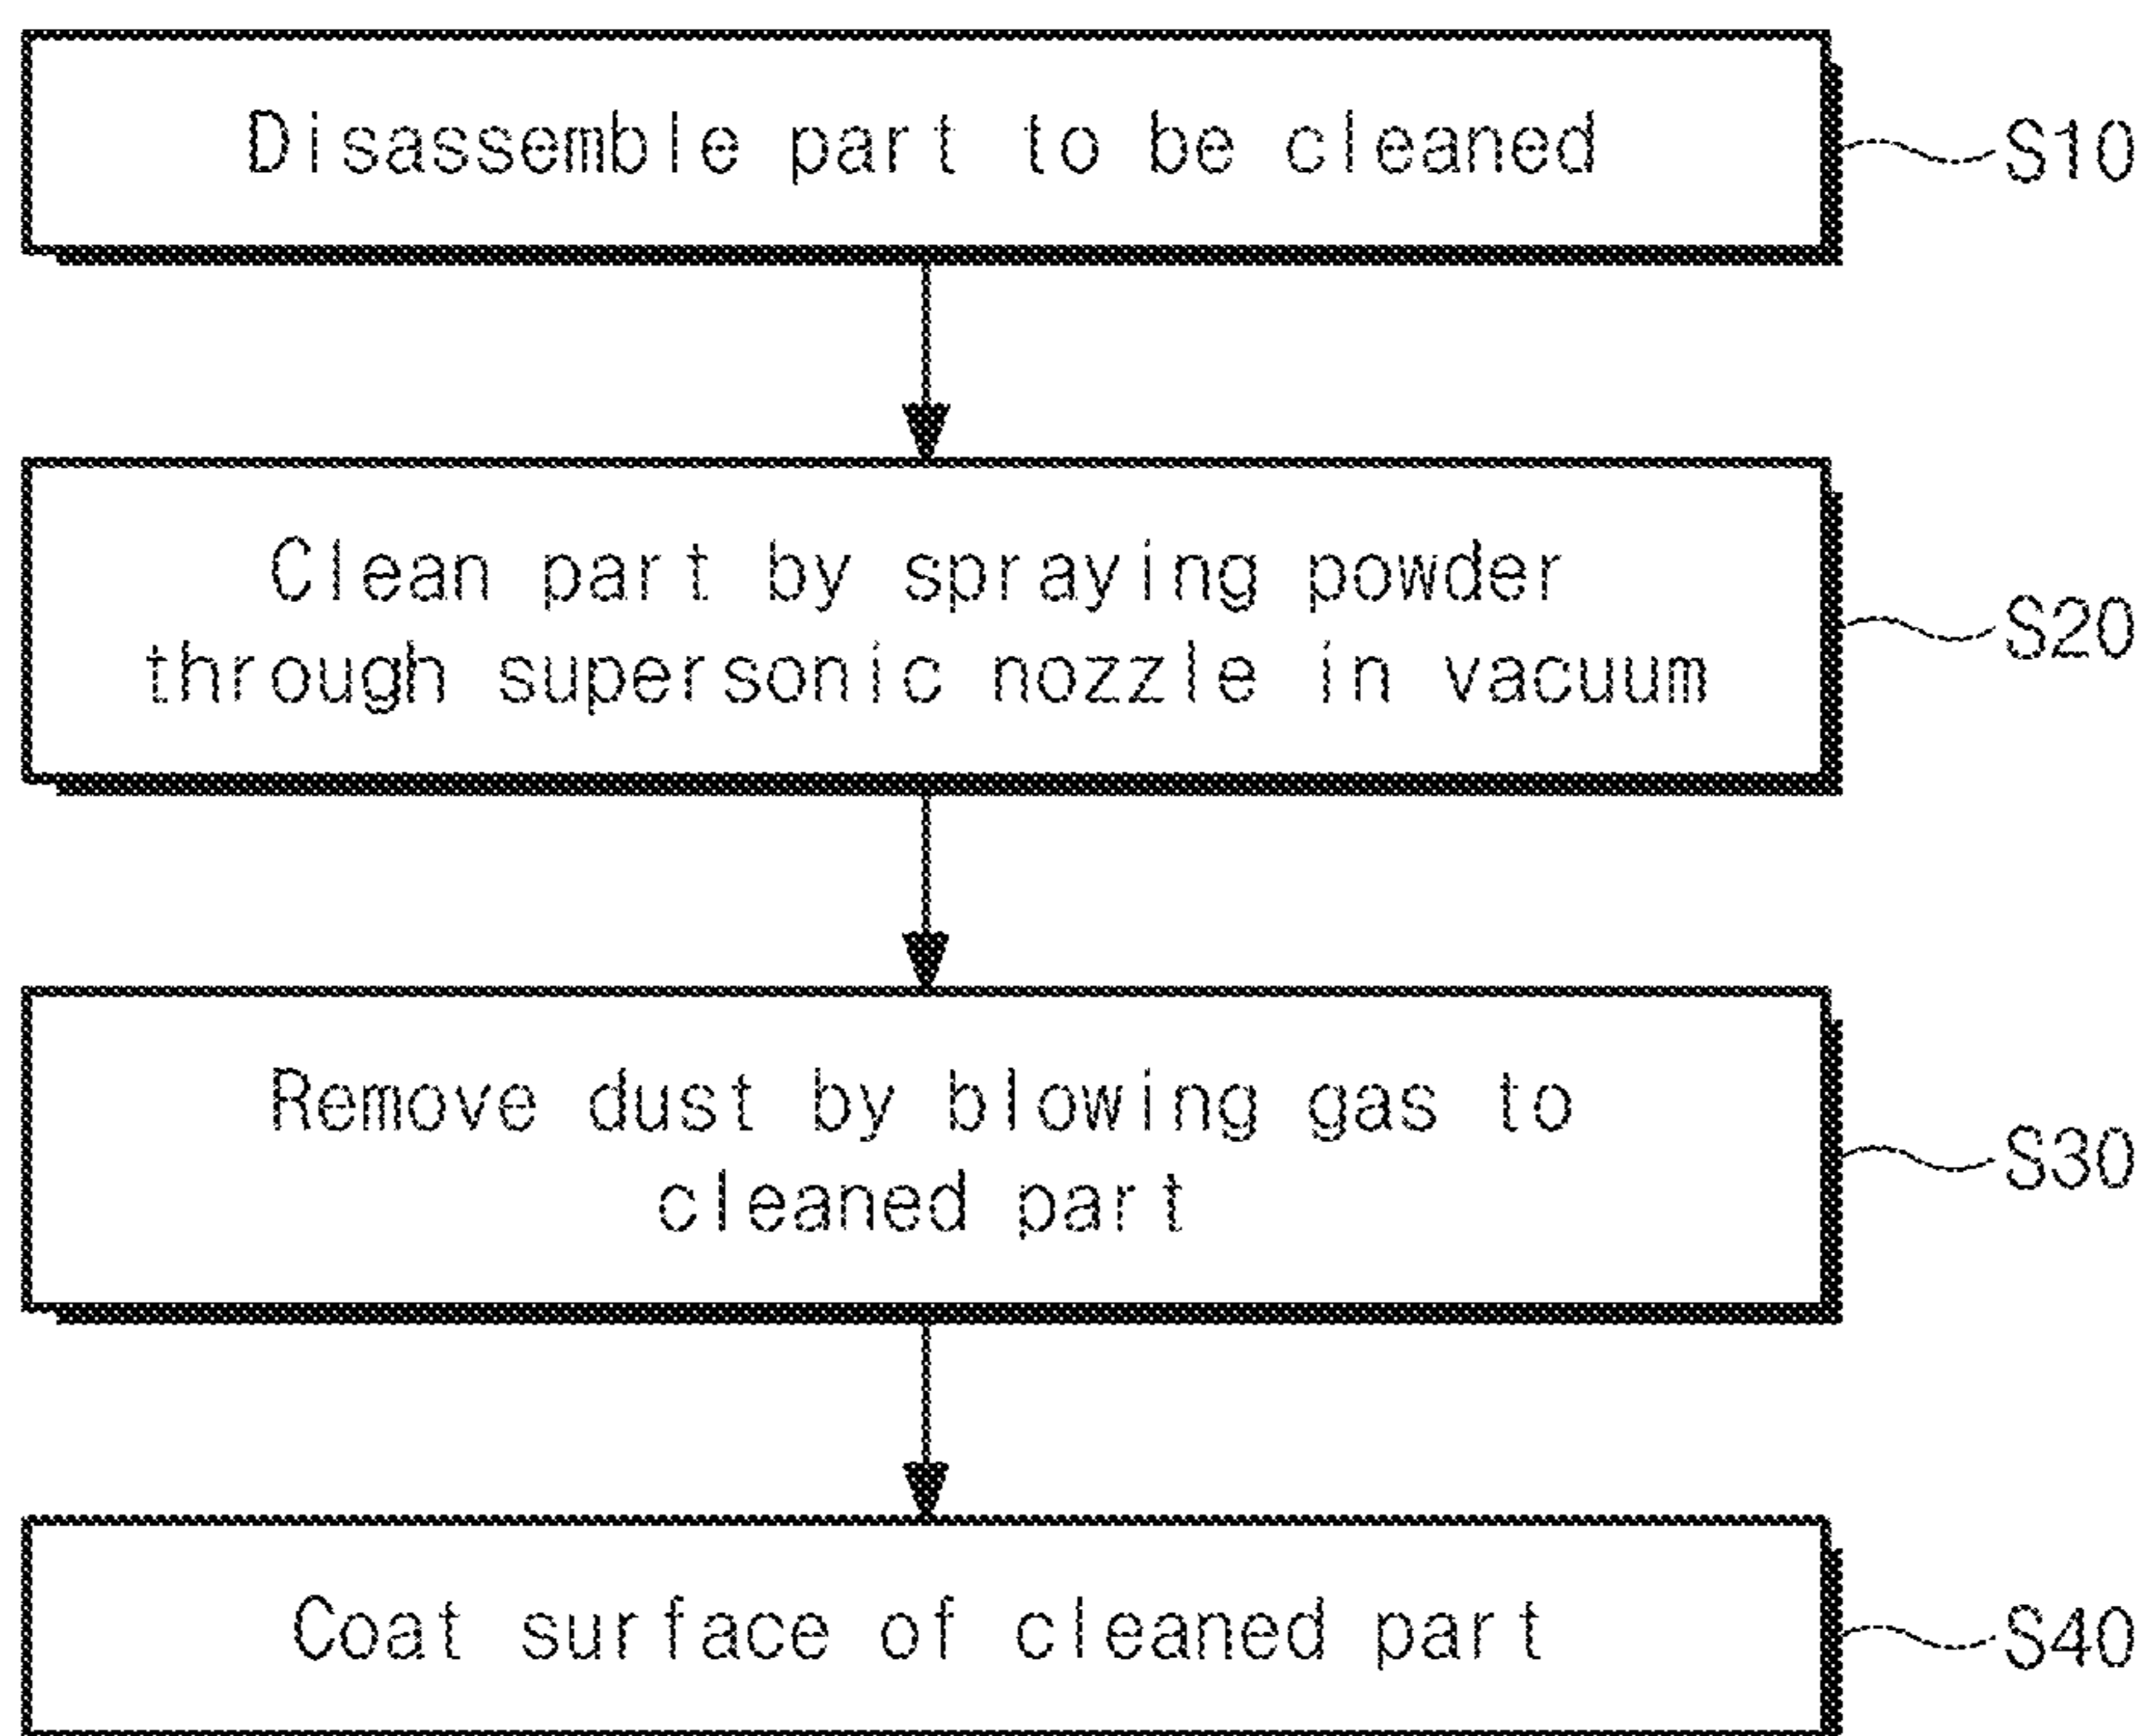 Disassemble part to be cleaned
S10
Clean part by spraying powder
through supersonic nozzle in vacuum
S20
Remove dust by blowing gas to
cleaned part
S30
Coat surface of cleaned part
S40